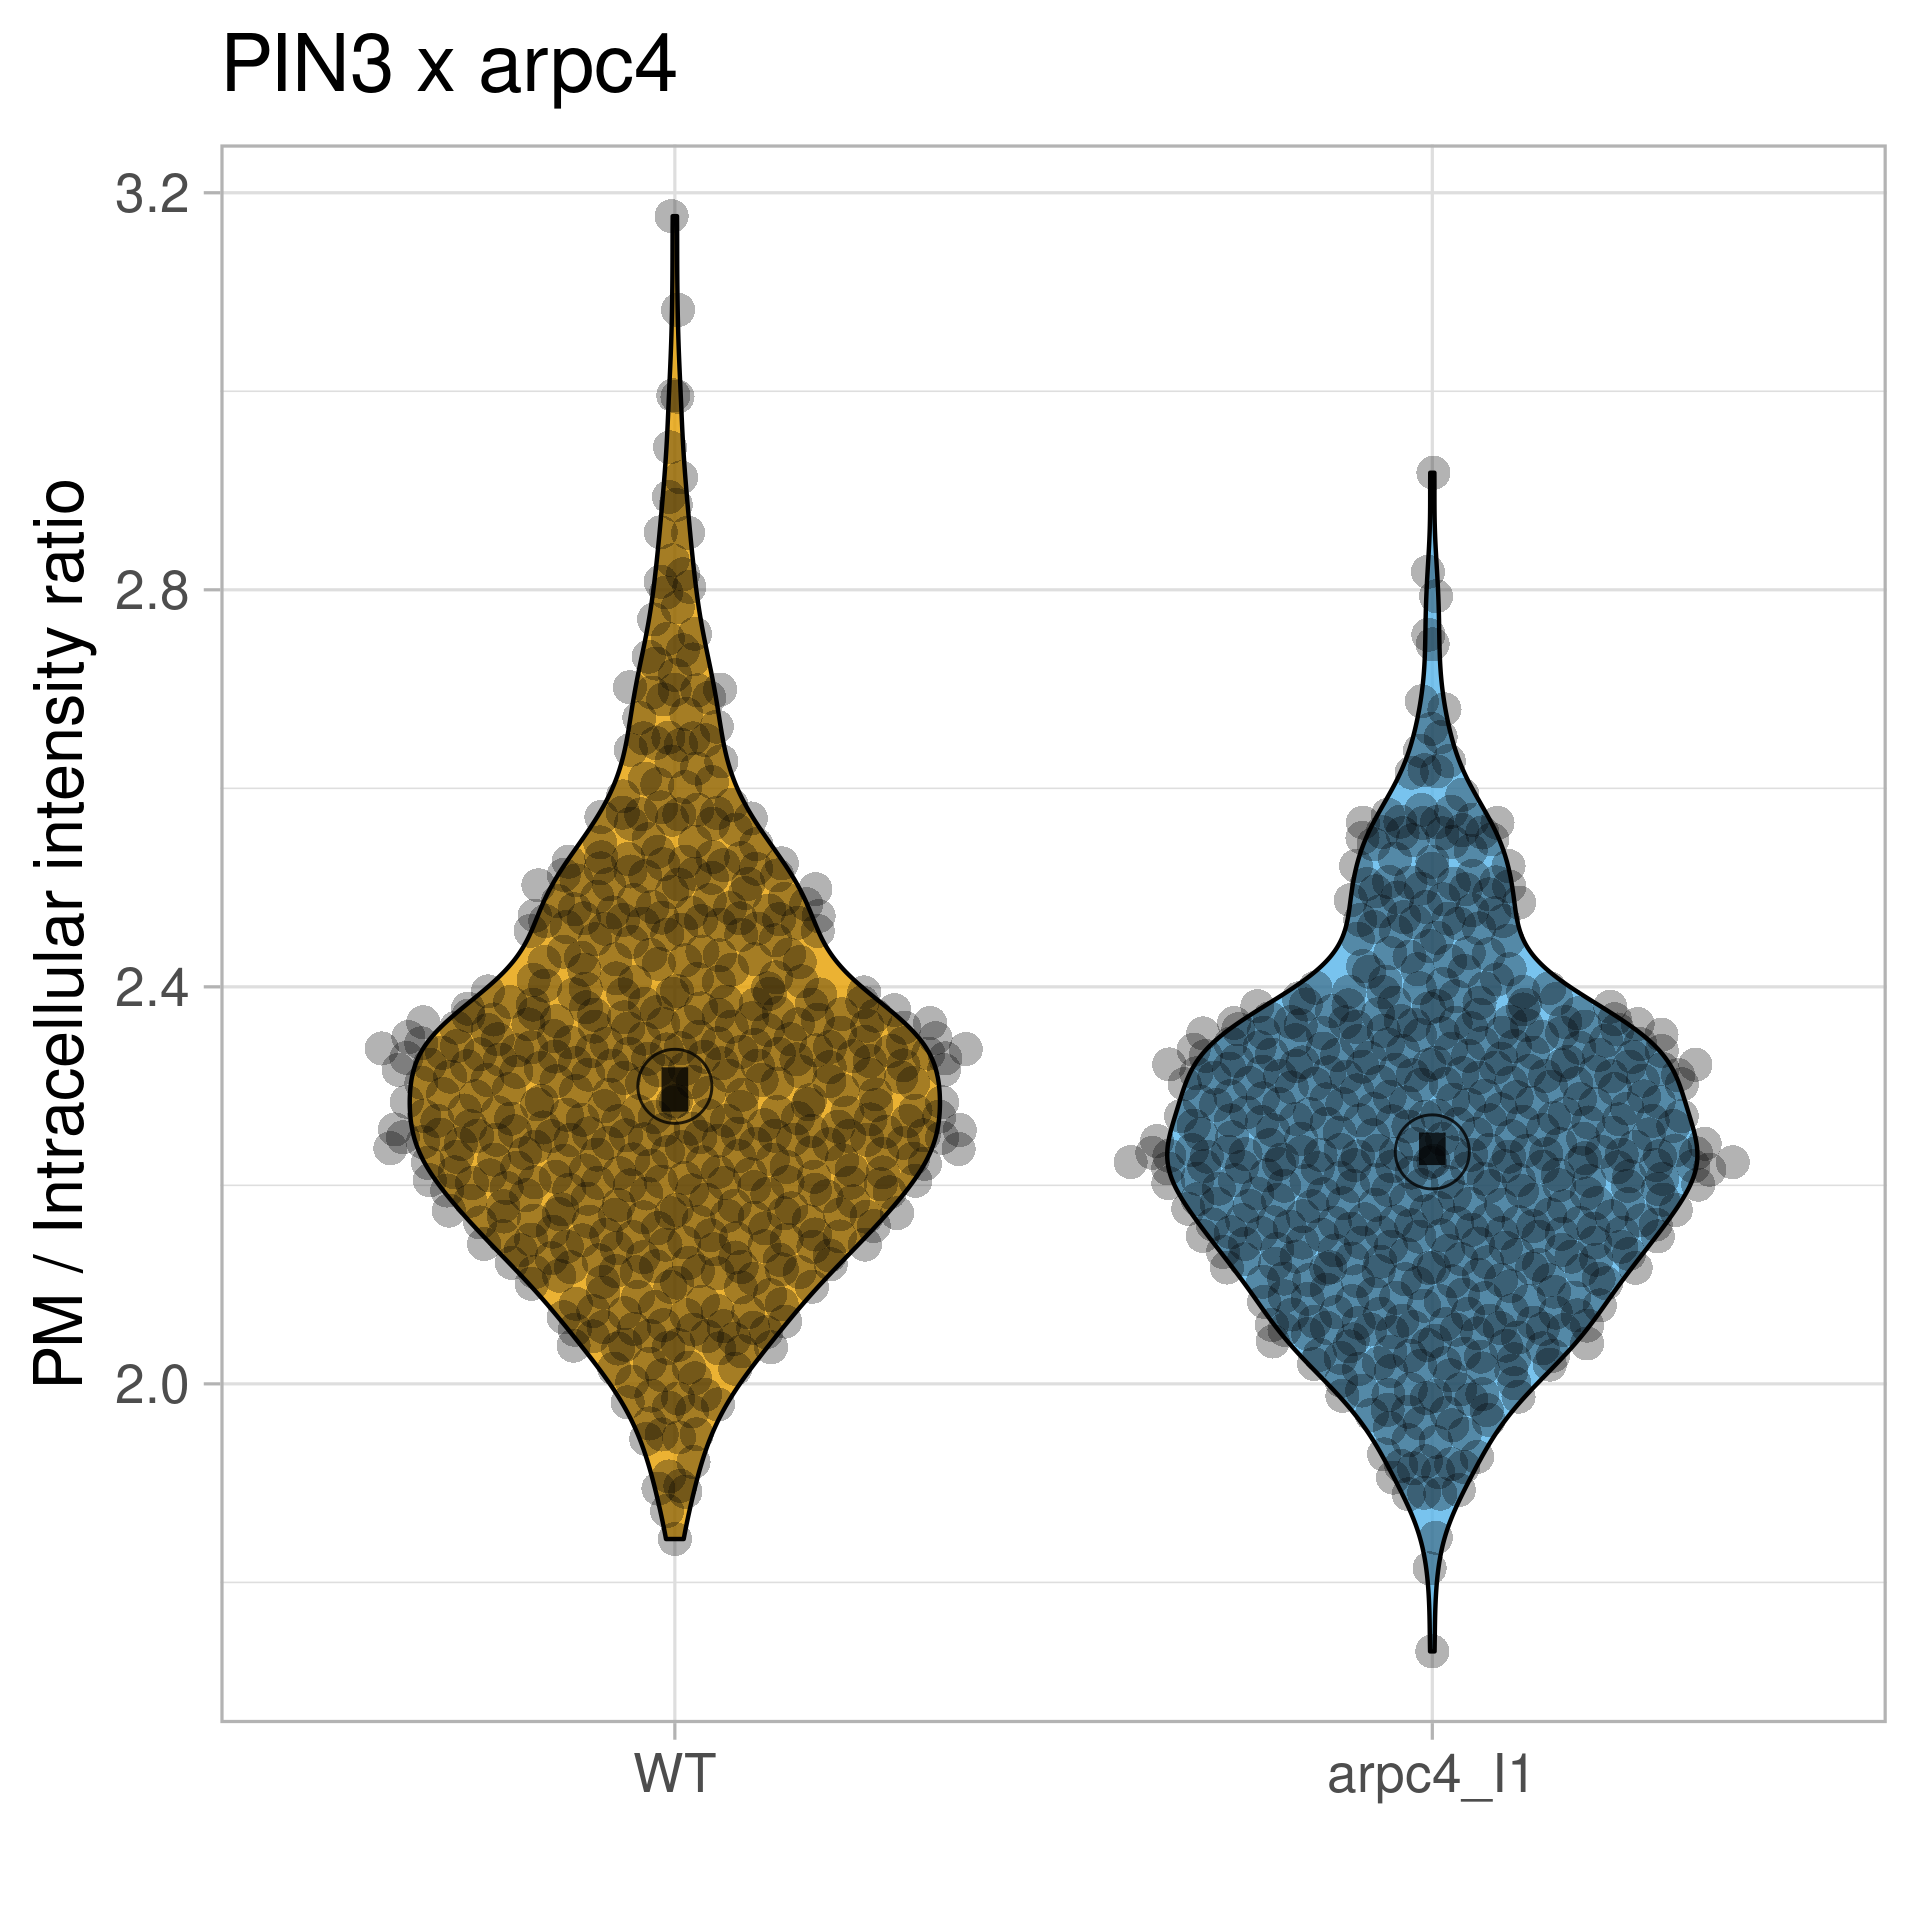 PIN3 x arpc4
PM / Intracellular intensity ratio
3.2
2.8
2.4
2.0
WT
arpc4_l1